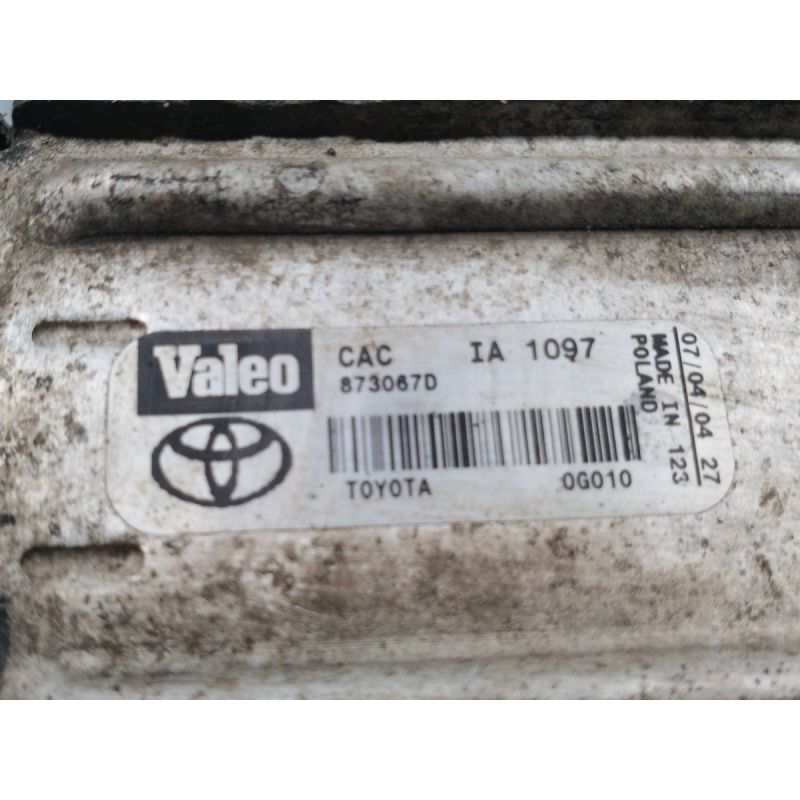 Valeo
CAC IA 1097
873067D
TOYOTA 0G010
07/04/04 27
MADE IN 123
POLAND